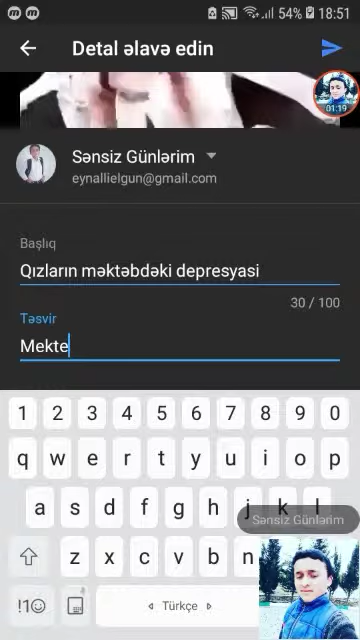 54% 18:51
Detal əlavə edin
01:19
Sənsiz Günlərim
eynallielgun@gmail.com
Başlıq
Qızların məktəbdəki depresyasi
30 / 100
Təsvir
Mekte
1 2 3 4 5 6 7 8 9 0
q w e r t y u i o p
a s d f g h j k l
Sənsiz Günlərim
z x c v b n
!1☺ Türkçe